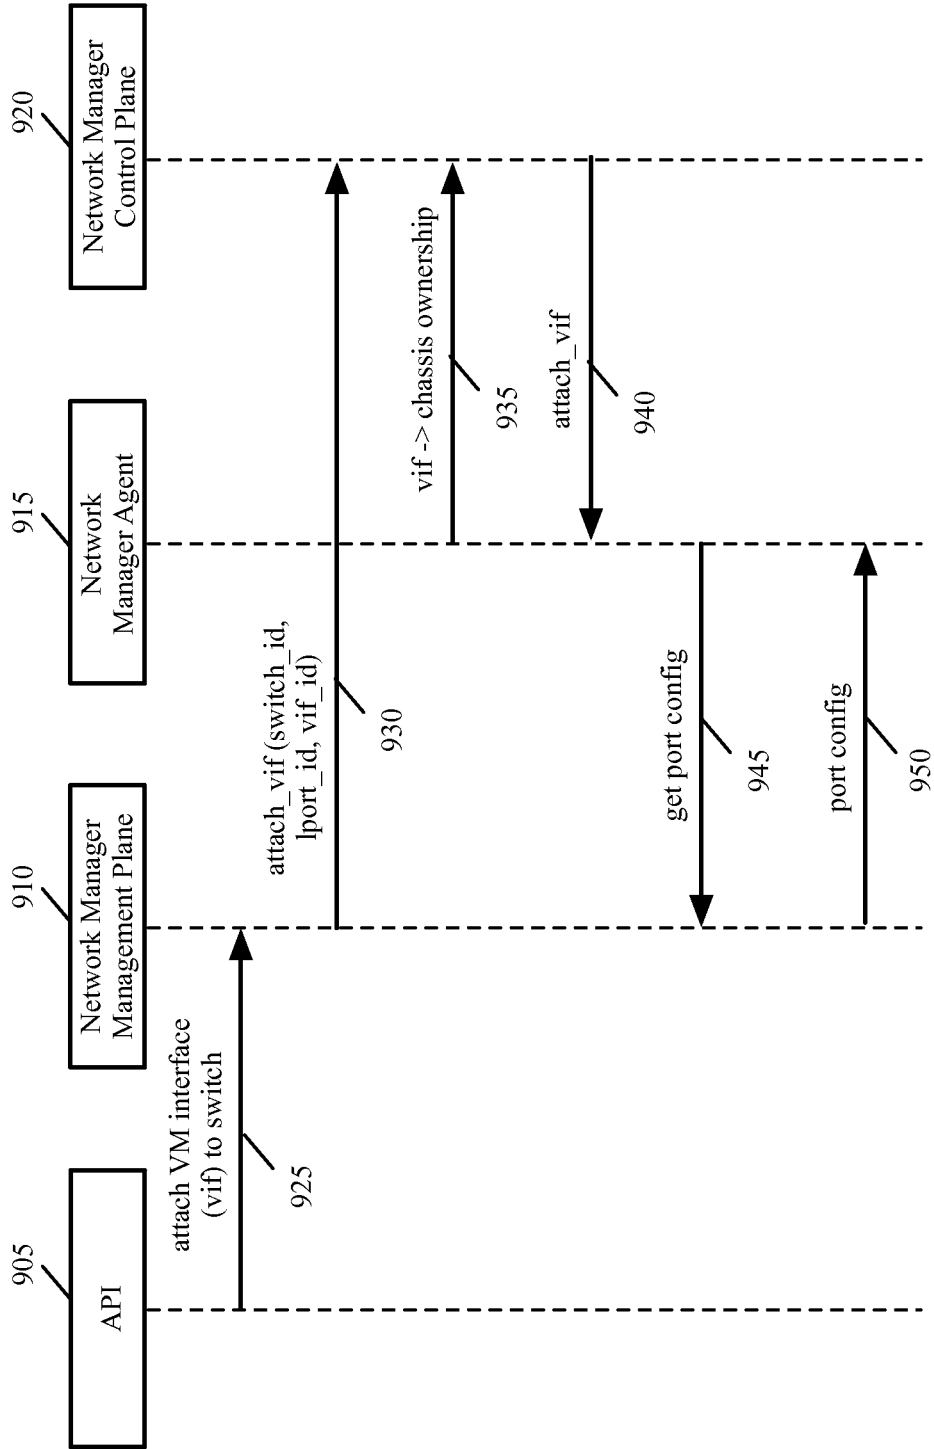 905
910
915
920
API
Network Manager
Management Plane
Network
Manager Agent
Network Manager
Control Plane
attach VM interface
(vif) to switch
925
attach_vif (switch_id,
lport_id, vif_id)
930
vif -> chassis ownership
935
attach_vif
940
get port config
945
port config
950